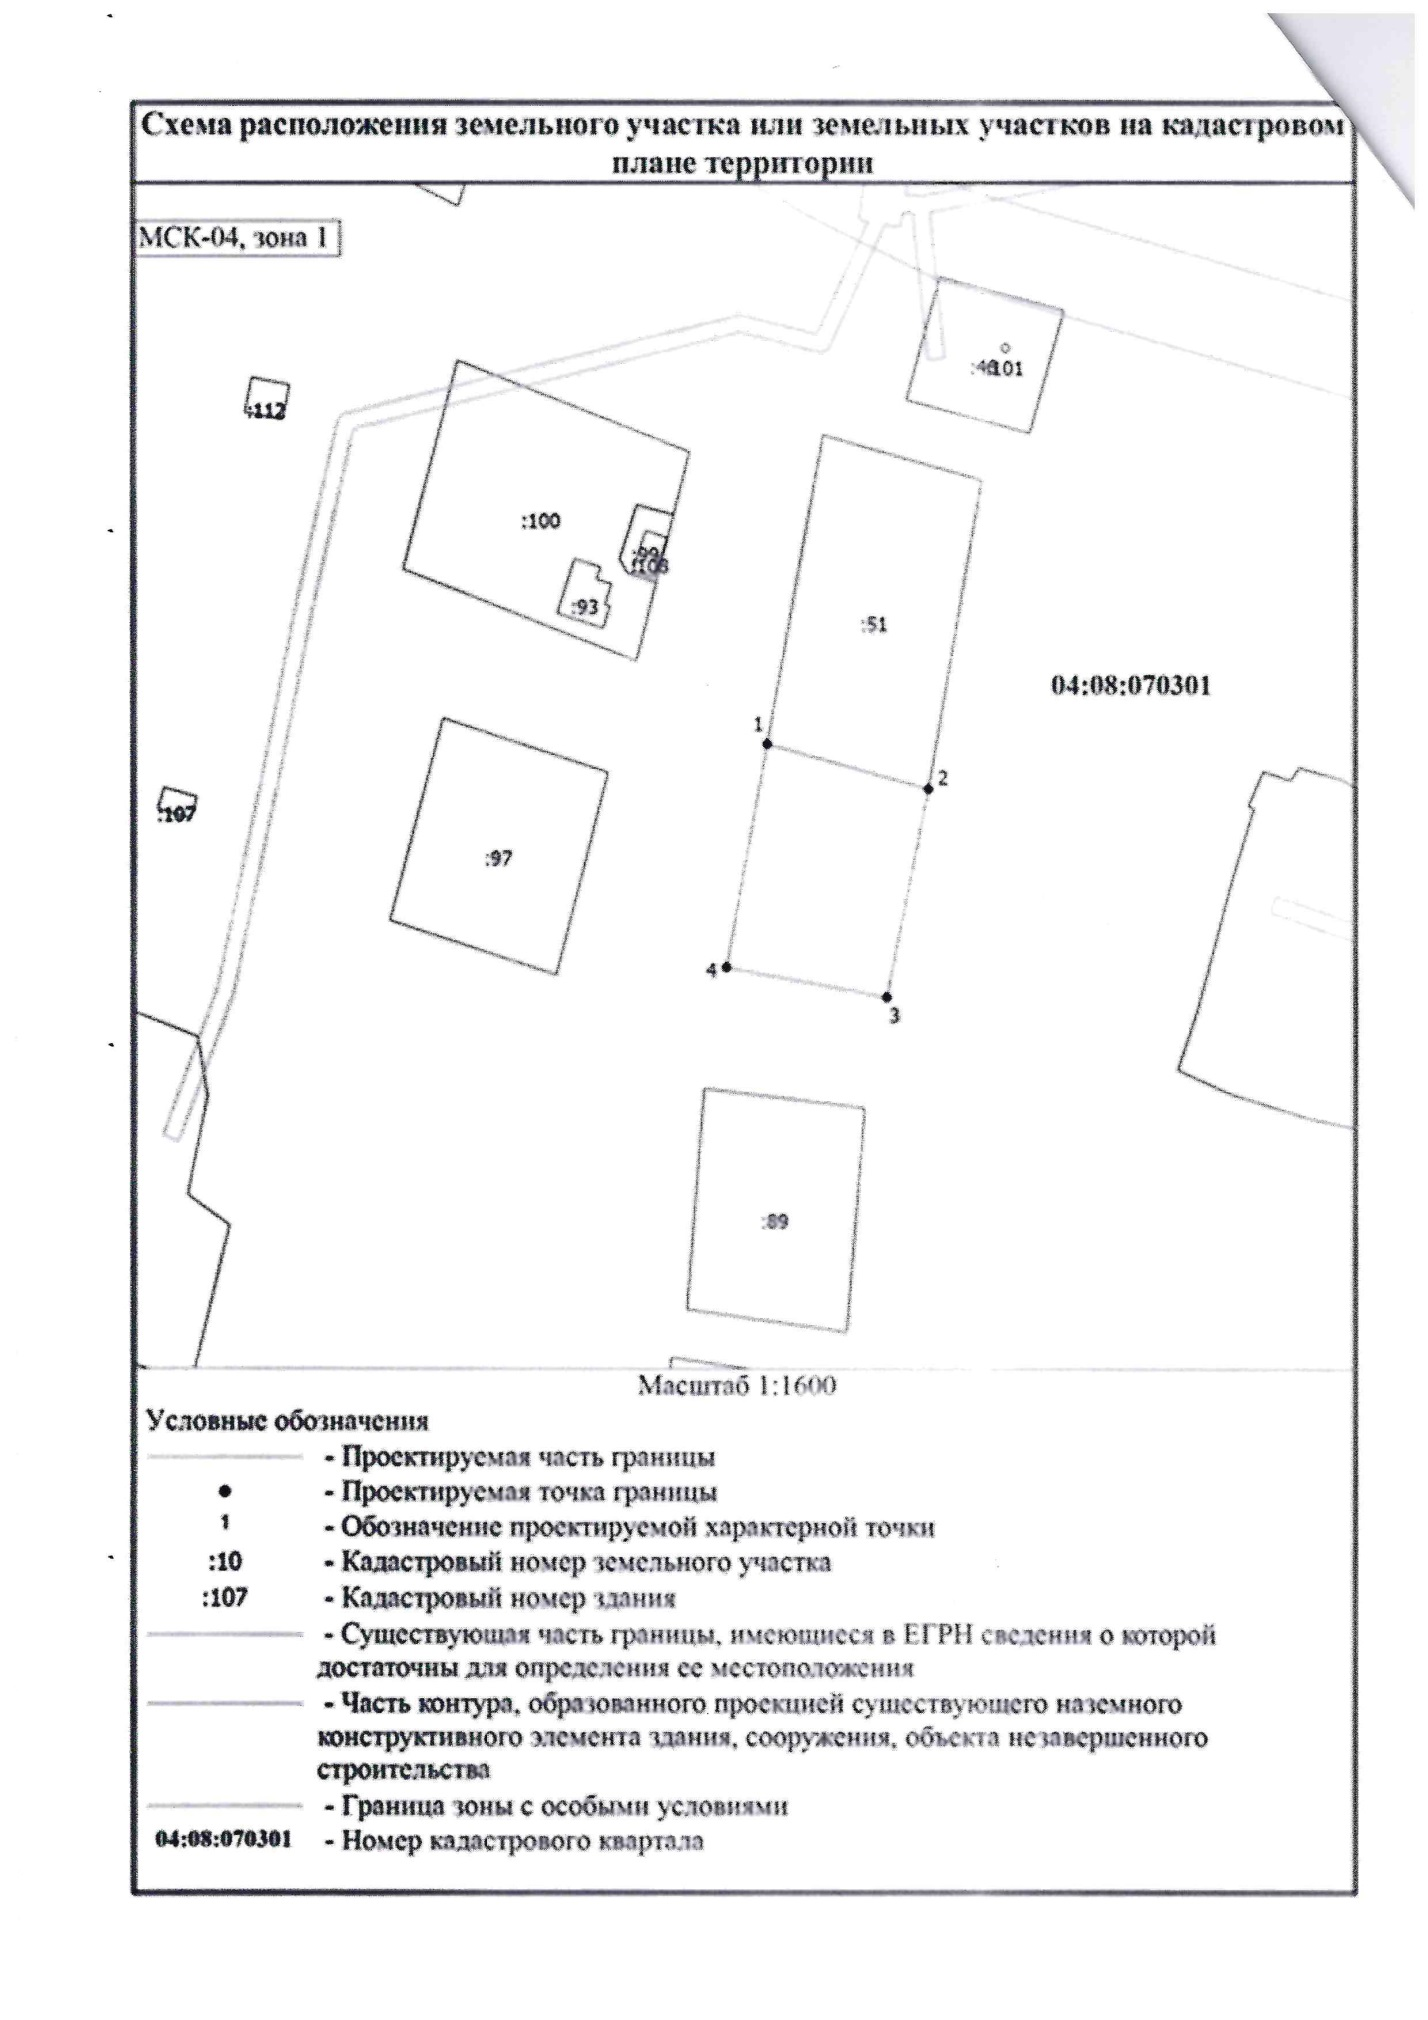 Схема расположения земельного участка или земельных участков на кадастровом
плане территории
МСК-04, зона 1
:112
:101
:100
:99
:108
:93
:51
04:08:070301
1
2
:107
:97
4
3
:89
Масштаб 1:1600
Условные обозначения
- Проектируемая часть границы
- Проектируемая точка границы
1 - Обозначение проектируемой характерной точки
:10 - Кадастровый номер земельного участка
:107 - Кадастровый номер здания
- Существующая часть границы, имеющиеся в ЕГРН сведения о которой
достаточны для определения ее местоположения
- Часть контура, образованного проекцией существующего наземного
конструктивного элемента здания, сооружения, объекта незавершенного
строительства
- Граница зоны с особыми условиями
04:08:070301 - Номер кадастрового квартала